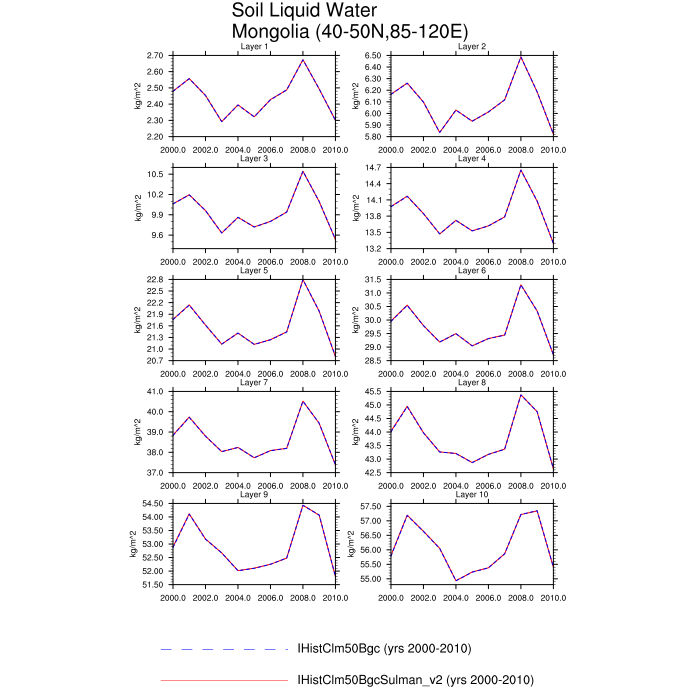 Soil Liquid Water
Mongolia (40-50N,85-120E)
Layer 1
2.70
2.60
2.50
2.40
2.30
2.20
kg/m^2
2000.0 2002.0 2004.0 2006.0 2008.0 2010.0
Layer 2
6.50
6.40
6.30
6.20
6.10
6.00
5.90
5.80
kg/m^2
2000.0 2002.0 2004.0 2006.0 2008.0 2010.0
Layer 3
10.5
10.2
9.9
9.6
kg/m^2
2000.0 2002.0 2004.0 2006.0 2008.0 2010.0
Layer 4
14.7
14.4
14.1
13.8
13.5
13.2
kg/m^2
2000.0 2002.0 2004.0 2006.0 2008.0 2010.0
Layer 5
22.8
22.5
22.2
21.9
21.6
21.3
21.0
20.7
kg/m^2
2000.0 2002.0 2004.0 2006.0 2008.0 2010.0
Layer 6
31.5
31.0
30.5
30.0
29.5
29.0
28.5
kg/m^2
2000.0 2002.0 2004.0 2006.0 2008.0 2010.0
Layer 7
41.0
40.0
39.0
38.0
37.0
kg/m^2
2000.0 2002.0 2004.0 2006.0 2008.0 2010.0
Layer 8
45.5
45.0
44.5
44.0
43.5
43.0
42.5
kg/m^2
2000.0 2002.0 2004.0 2006.0 2008.0 2010.0
Layer 9
54.50
54.00
53.50
53.00
52.50
52.00
51.50
kg/m^2
2000.0 2002.0 2004.0 2006.0 2008.0 2010.0
Layer 10
57.50
57.00
56.50
56.00
55.50
55.00
kg/m^2
2000.0 2002.0 2004.0 2006.0 2008.0 2010.0
IHistClm50Bgc (yrs 2000-2010)
IHistClm50BgcSulman_v2 (yrs 2000-2010)